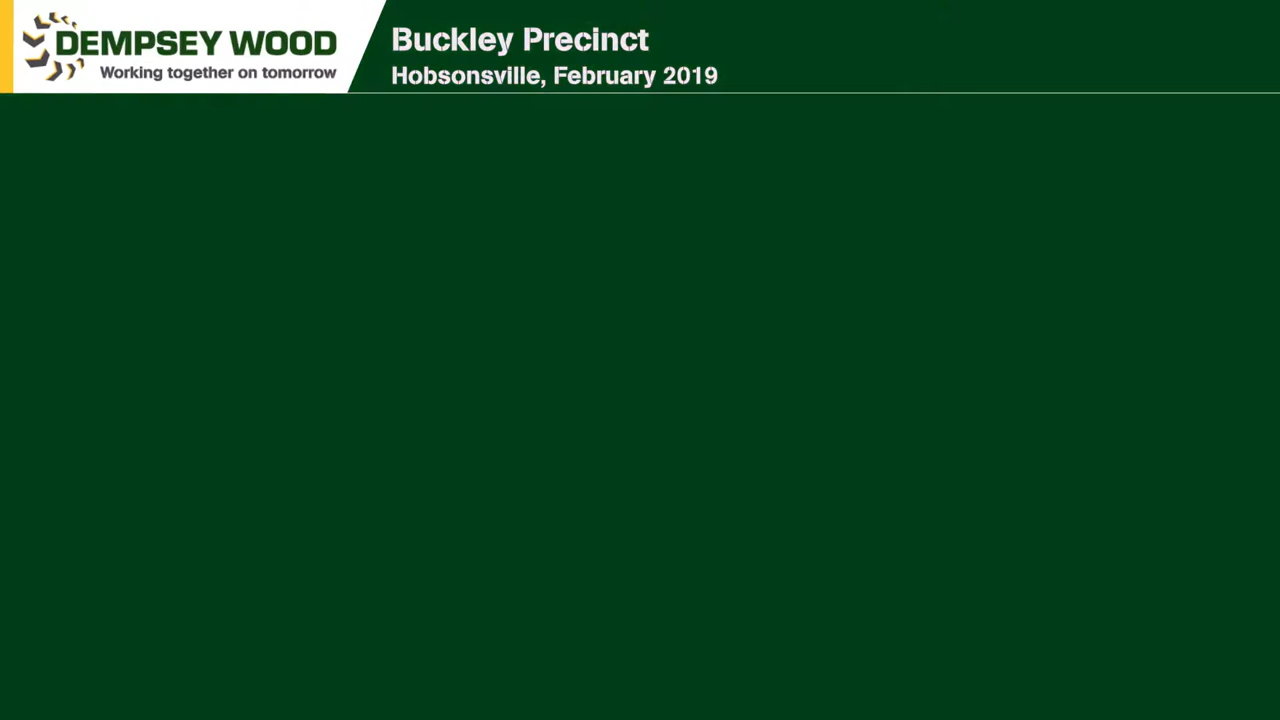 DEMPSEY WOOD
Working together on tomorrow
Buckley Precinct
Hobsonsville, February 2019